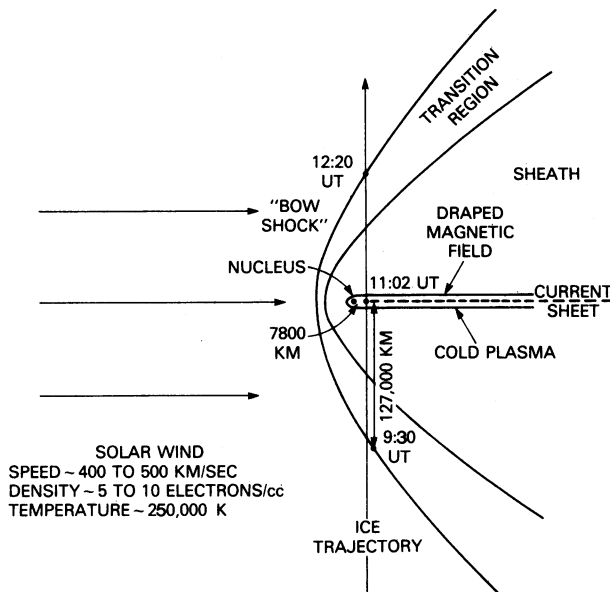 TRANSITION
REGION
12:20
UT
SHEATH
"BOW
SHOCK"
DRAPED
MAGNETIC
FIELD
NUCLEUS
11:02 UT
CURRENT
SHEET
7800
KM
COLD PLASMA
127,000 KM
9:30
UT
SOLAR WIND
SPEED ~ 400 TO 500 KM/SEC
DENSITY ~ 5 TO 10 ELECTRONS/cc
TEMPERATURE ~ 250,000 K
ICE
TRAJECTORY